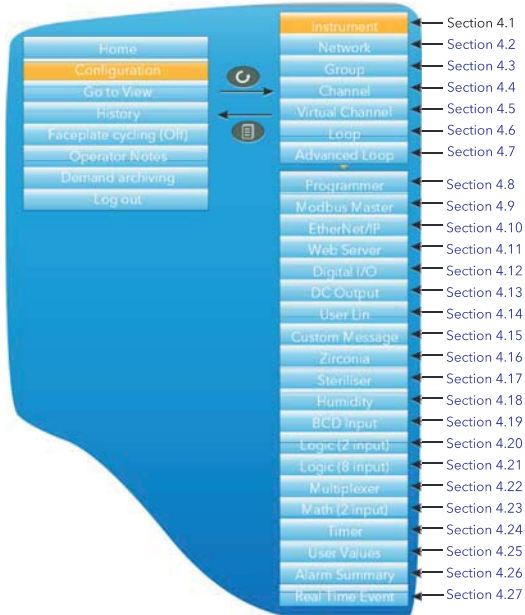 Home
Configuration
Go to View
History
Faceplate cycling (Off)
Operator Notes
Demand archiving
Log out
Instrument
Network
Group
Channel
Virtual Channel
Loop
Advanced Loop
Programmer
Modbus Master
EtherNet/IP
Web Server
Digital I/O
DC Output
User Lin
Custom Message
Zirconia
Steriliser
Humidity
BCD Input
Logic (2 input)
Logic (8 input)
Multiplexer
Math (2 input)
Timer
User Values
Alarm Summary
Real Time Event
Section 4.1
Section 4.2
Section 4.3
Section 4.4
Section 4.5
Section 4.6
Section 4.7
Section 4.8
Section 4.9
Section 4.10
Section 4.11
Section 4.12
Section 4.13
Section 4.14
Section 4.15
Section 4.16
Section 4.17
Section 4.18
Section 4.19
Section 4.20
Section 4.21
Section 4.22
Section 4.23
Section 4.24
Section 4.25
Section 4.26
Section 4.27